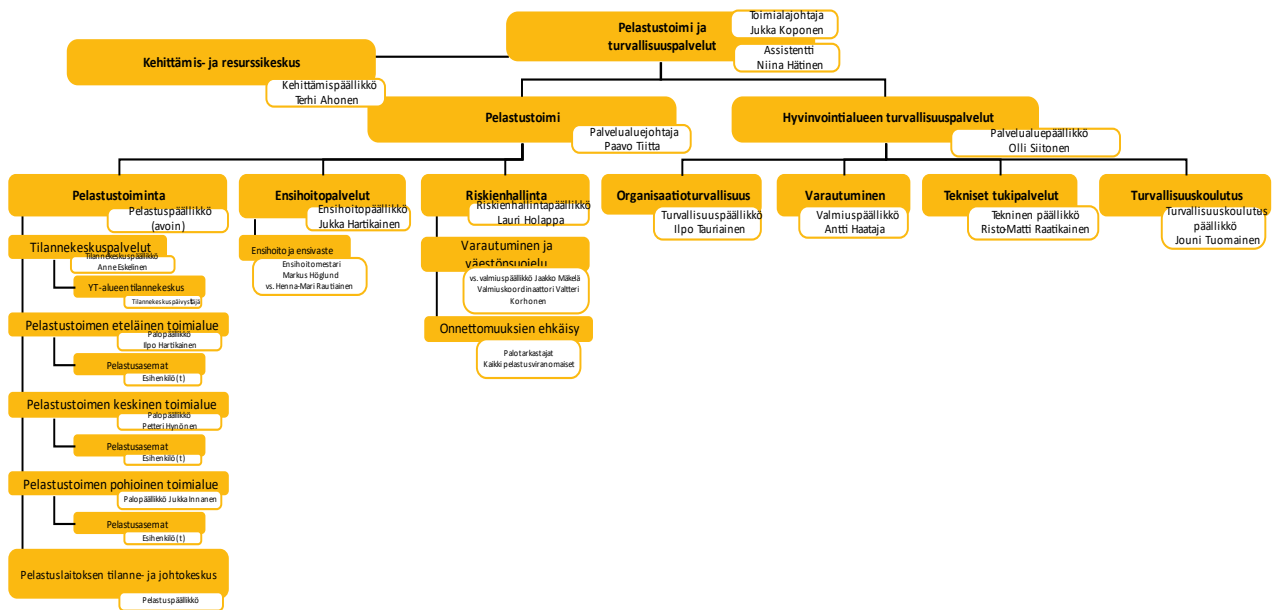 Pelastustoimi ja
turvallisuuspalvelut
Toimialajohtaja
Jukka Koponen
Assistentti
Niina Hätinen
Kehittämis- ja resurssikeskus
Kehittämispäällikkö
Terhi Ahonen
Pelastustoimi
Palvelualuejohtaja
Paavo Tiitta
Hyvinvointialueen turvallisuuspalvelut
Palvelualuepäällikkö
Olli Siitonen
Pelastustoiminta
Pelastuspäällikkö
(avoin)
Tilannekeskuspalvelut
Tilannekeskuspäällikkö
Anne Eskelinen
YT-alueen tilannekeskus
Tilannekeskuspäivystäjä
Pelastustoimen eteläinen toimialue
Palopäällikkö
Ilpo Hartikainen
Pelastusasemat
Esihenkilö(t)
Pelastustoimen keskinen toimialue
Palopäällikkö
Petteri Hynönen
Pelastusasemat
Esihenkilö(t)
Pelastustoimen pohjoinen toimialue
Palopäällikkö Jukka Innanen
Pelastusasemat
Esihenkilö(t)
Pelastuslaitoksen tilanne- ja johtokeskus
Pelastuspäällikkö
Ensihoitopalvelut
Ensihoitopäällikkö
Jukka Hartikainen
Ensihoito ja ensivaste
Ensihoitomestari
Markus Höglund
vs. Henna-Mari Rautiainen
Riskienhallinta
Riskienhallintapäällikkö
Lauri Holappa
Varautuminen ja
väestönsuojelu
vs. valmiuspäällikkö Jaakko Mäkelä
Valmiuskoordinaattori Valtteri
Korhonen
Onnettomuuksien ehkäisy
Palotarkastajat
Kaikki pelastusviranomaiset
Organisaatioturvallisuus
Turvallisuuspäällikkö
Ilpo Tauriainen
Varautuminen
Valmiuspäällikkö
Antti Haataja
Tekniset tukipalvelut
Tekninen päällikkö
Risto-Matti Raatikainen
Turvallisuuskoulutus
Turvallisuuskoulutus
päällikkö
Jouni Tuomainen